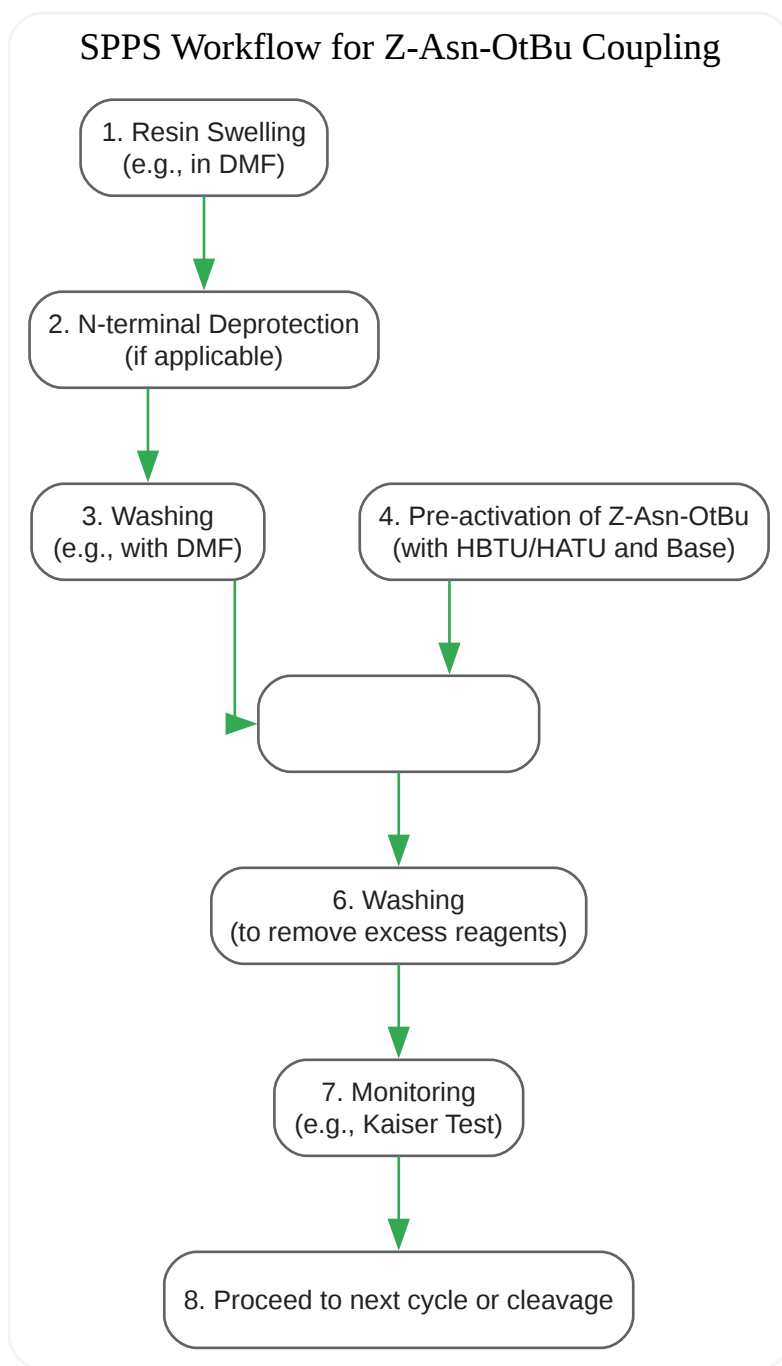 SPPS Workflow for Z-Asn-OtBu Coupling
1. Resin Swelling
(e.g., in DMF)
2. N-terminal Deprotection
(if applicable)
3. Washing
(e.g., with DMF)
4. Pre-activation of Z-Asn-OtBu
(with HBTU/HATU and Base)
6. Washing
(to remove excess reagents)
7. Monitoring
(e.g., Kaiser Test)
8. Proceed to next cycle or cleavage